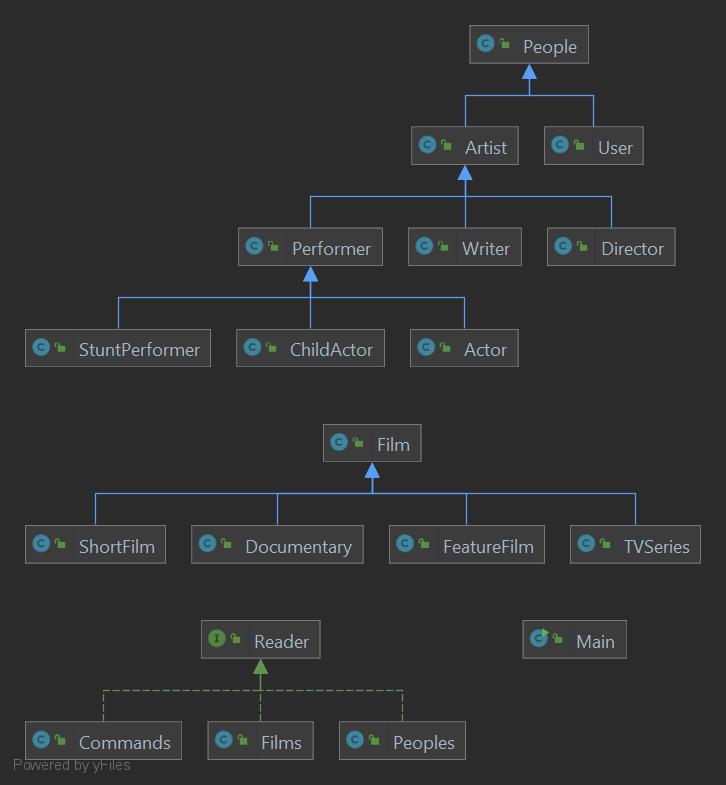 People
Artist
User
Performer
Writer
Director
StuntPerformer
ChildActor
Actor
Film
ShortFilm
Documentary
FeatureFilm
TVSeries
Reader
Main
Commands
Films
Peoples
Powered by yFiles